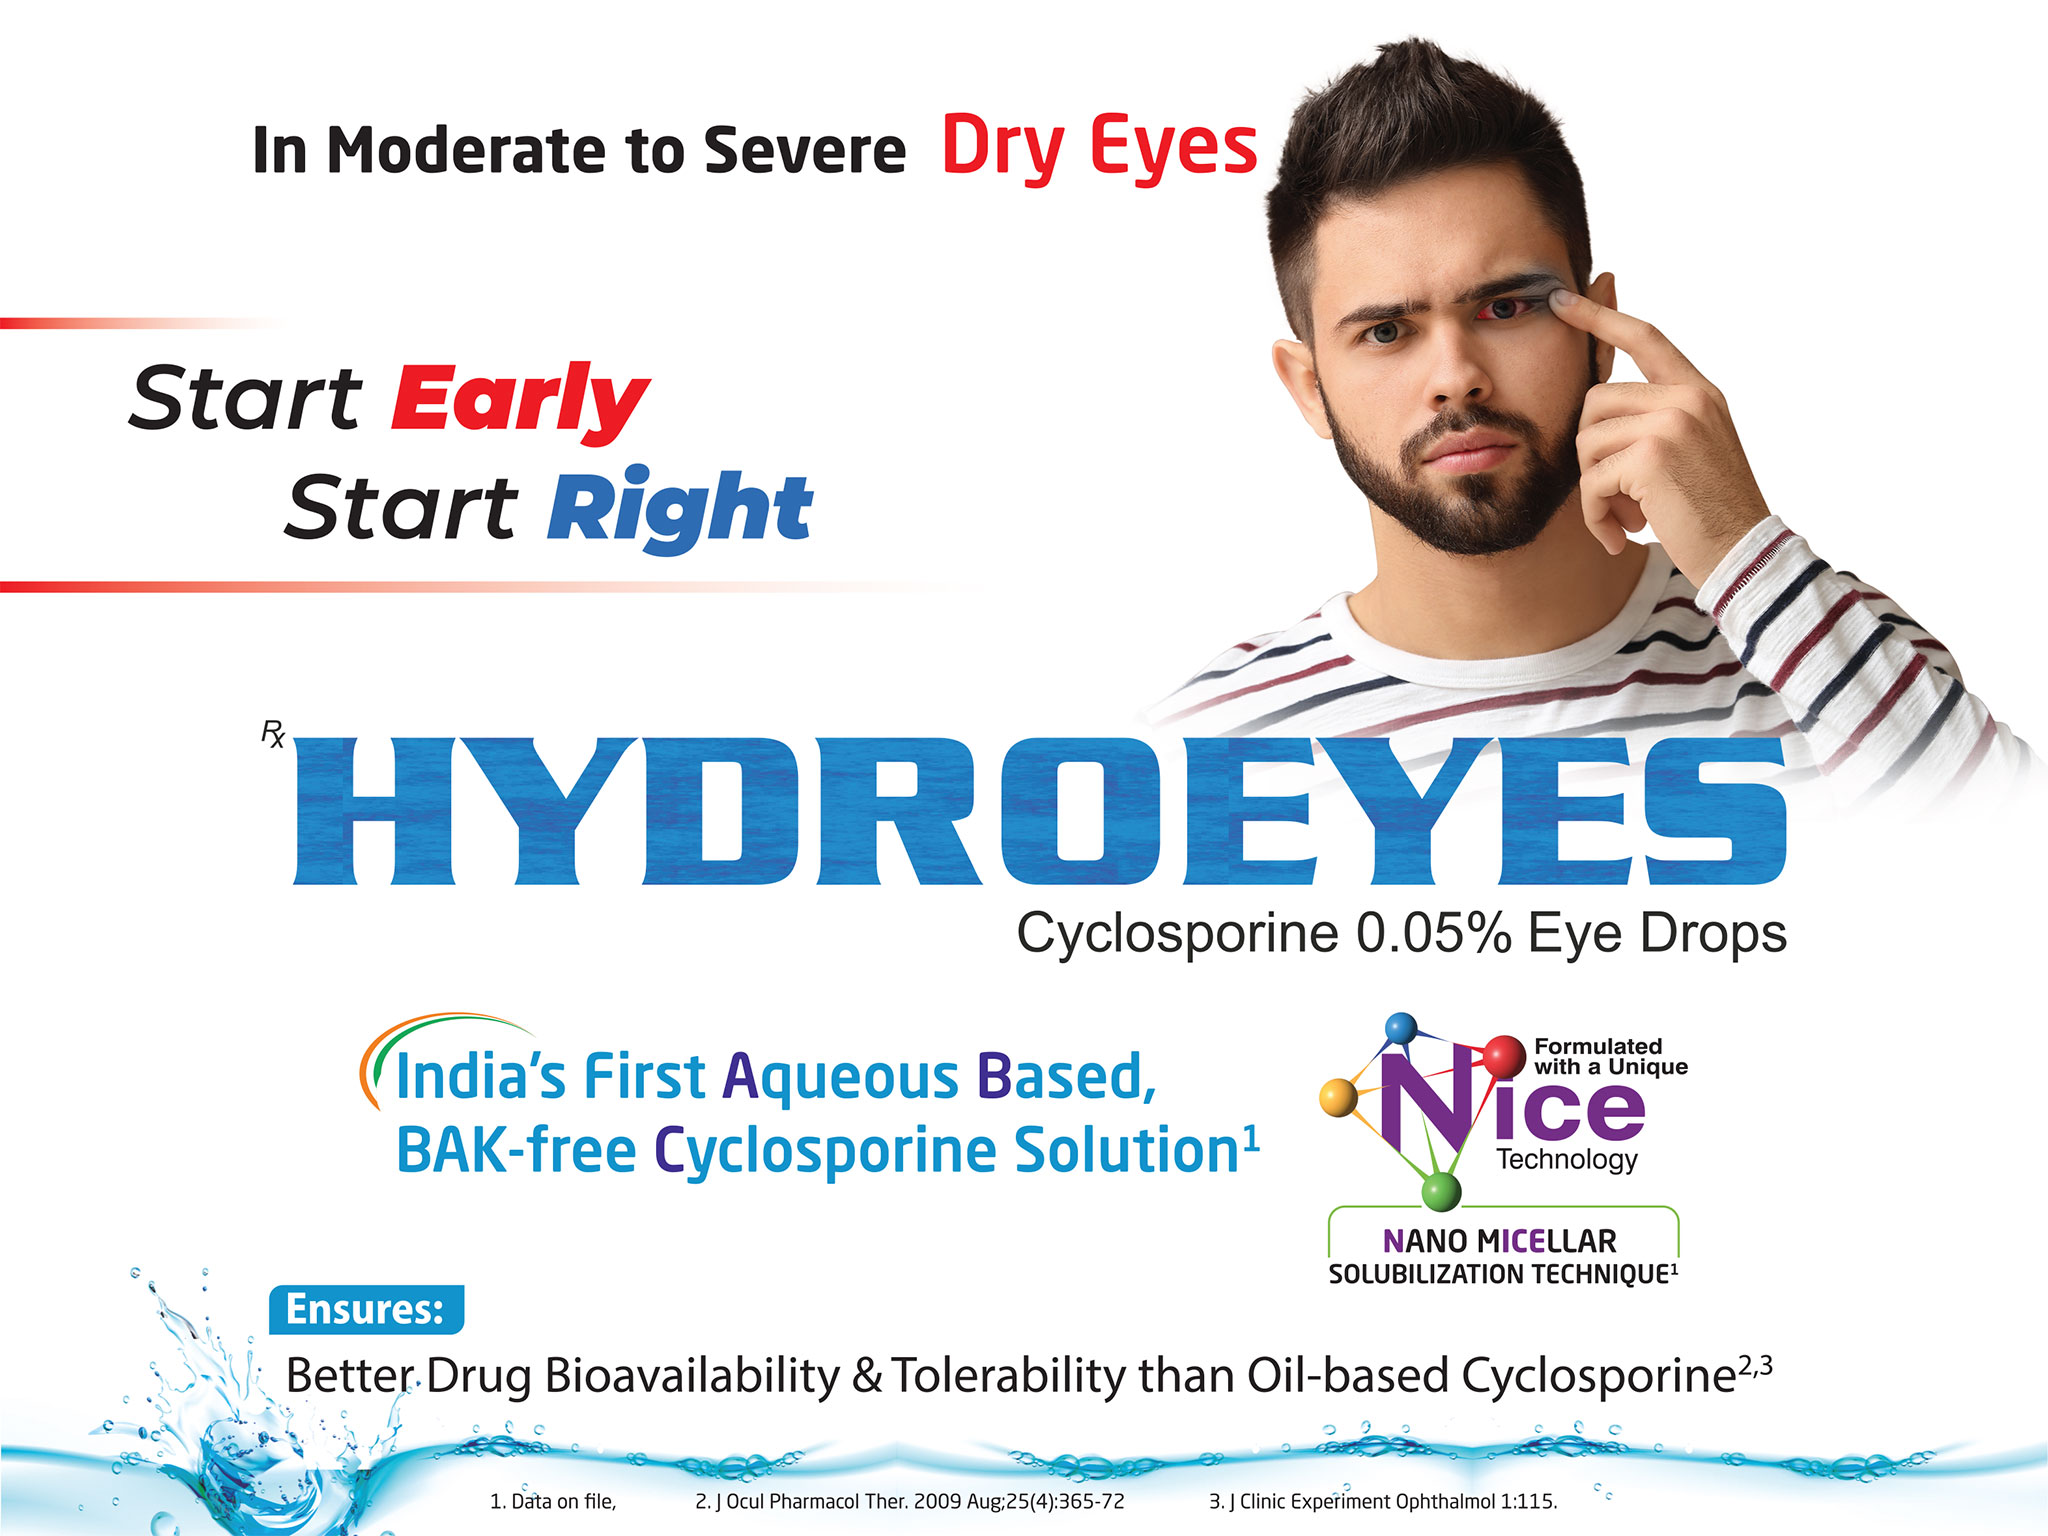 In Moderate to Severe Dry Eyes
Start Early
Start Right
Rx HYDROEYES
Cyclosporine 0.05% Eye Drops
India's First Aqueous Based,
BAK-free Cyclosporine Solution¹
Formulated
with a Unique
Nice
Technology
NANO MICELLAR
SOLUBILIZATION TECHNIQUE¹
Ensures:
Better Drug Bioavailability & Tolerability than Oil-based Cyclosporine²,³
1. Data on file, 2. J Ocul Pharmacol Ther. 2009 Aug;25(4):365-72 3. J Clinic Experiment Ophthalmol 1:115.